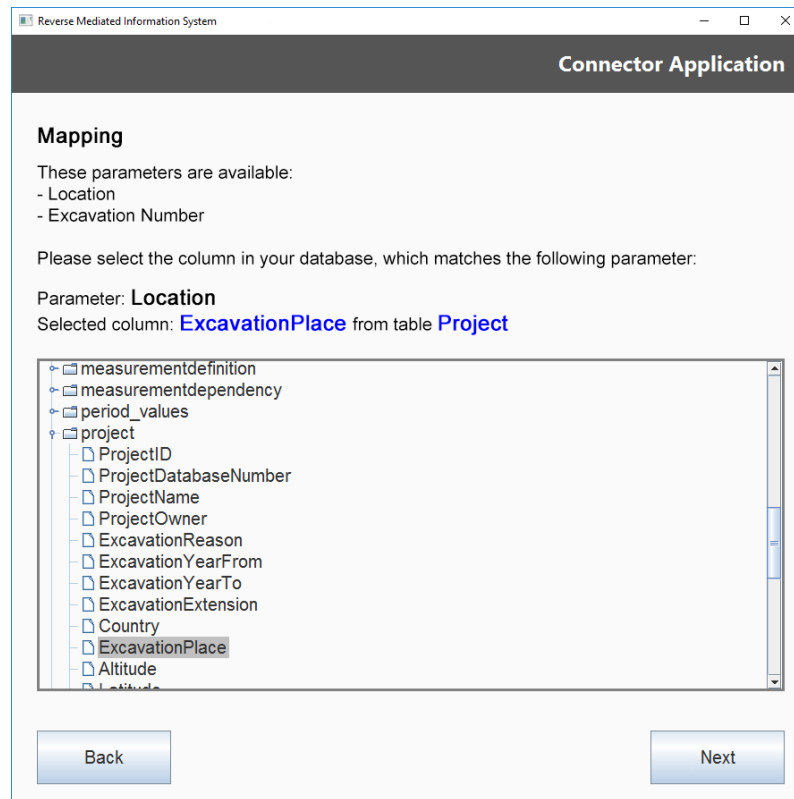 Reverse Mediated Information System
Connector Application
Mapping
These parameters are available:
- Location
- Excavation Number
Please select the column in your database, which matches the following parameter:
Parameter: Location
Selected column: ExcavationPlace from table Project
measurementdefinition
measurementdependency
period_values
project
ProjectID
ProjectDatabaseNumber
ProjectName
ProjectOwner
ExcavationReason
ExcavationYearFrom
ExcavationYearTo
ExcavationExtension
Country
ExcavationPlace
Altitude
Latitude
Back
Next